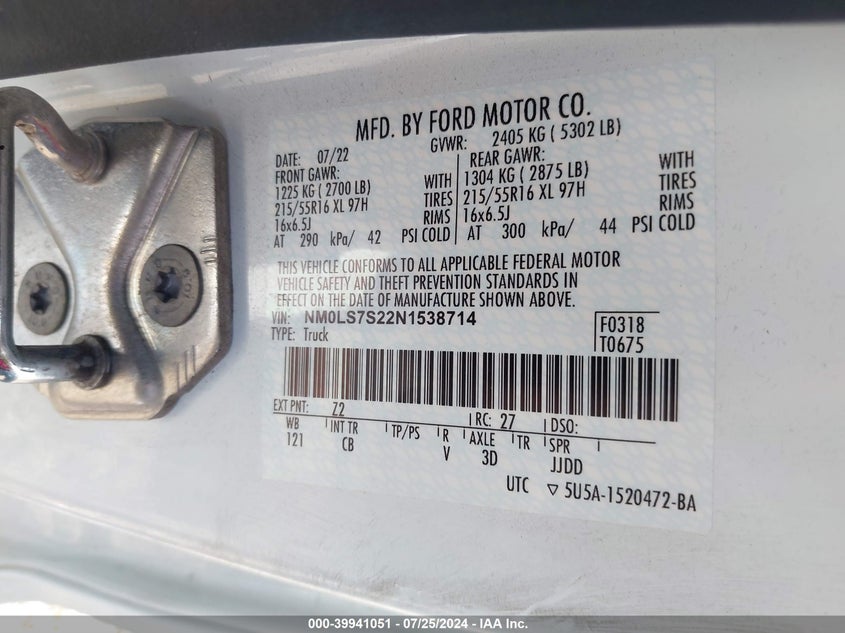 MFD. BY FORD MOTOR CO.
DATE: 07/22 GVWR: 2405 KG ( 5302 LB)
FRONT GAWR: REAR GAWR:
1225 KG ( 2700 LB) WITH 1304 KG ( 2875 LB) WITH
215/55R16 XL 97H TIRES 215/55R16 XL 97H TIRES
16x6.5J RIMS 16x6.5J RIMS
AT 290 kPa/ 42 PSI COLD AT 300 kPa/ 44 PSI COLD
THIS VEHICLE CONFORMS TO ALL APPLICABLE FEDERAL MOTOR
VEHICLE SAFETY AND THEFT PREVENTION STANDARDS IN
EFFECT ON THE DATE OF MANUFACTURE SHOWN ABOVE.
VIN: NM0LS7S22N1538714 F0318
TYPE: Truck T0675
EXT PNT: Z2 RC: 27 DSO:
WB INT TR TP/PS R AXLE TR SPR
121 CB V 3D JJDD
UTC ▽ 5U5A-1520472-BA
000-39941051 - 07/25/2024 - IAA Inc.